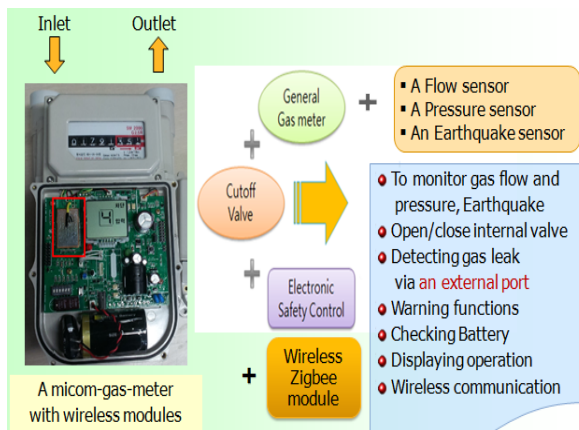 Inlet
Outlet
General
Gas meter
+
▪ A Flow sensor
▪ A Pressure sensor
▪ An Earthquake sensor
+
Cutoff
Valve
+
Electronic
Safety Control
+
Wireless
Zigbee
module
To monitor gas flow and
pressure, Earthquake
Open/close internal valve
Detecting gas leak
via an external port
Warning functions
Checking Battery
Displaying operation
Wireless communication
A micom-gas-meter
with wireless modules